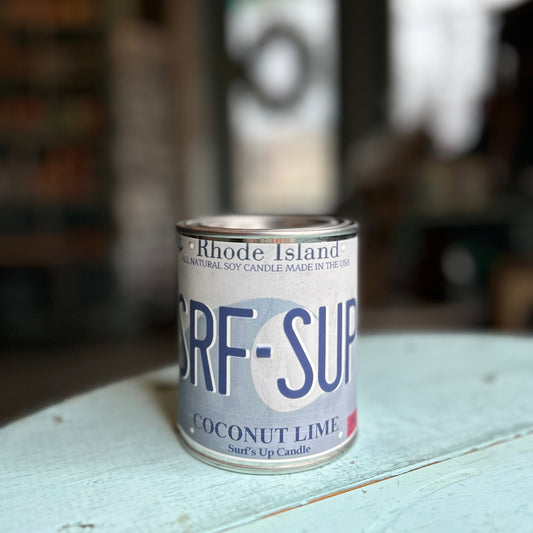 Rhode Island
ALL NATURAL SOY CANDLE MADE IN THE USA
SRF-SUP
COCONUT LIME
Surf's Up Candle